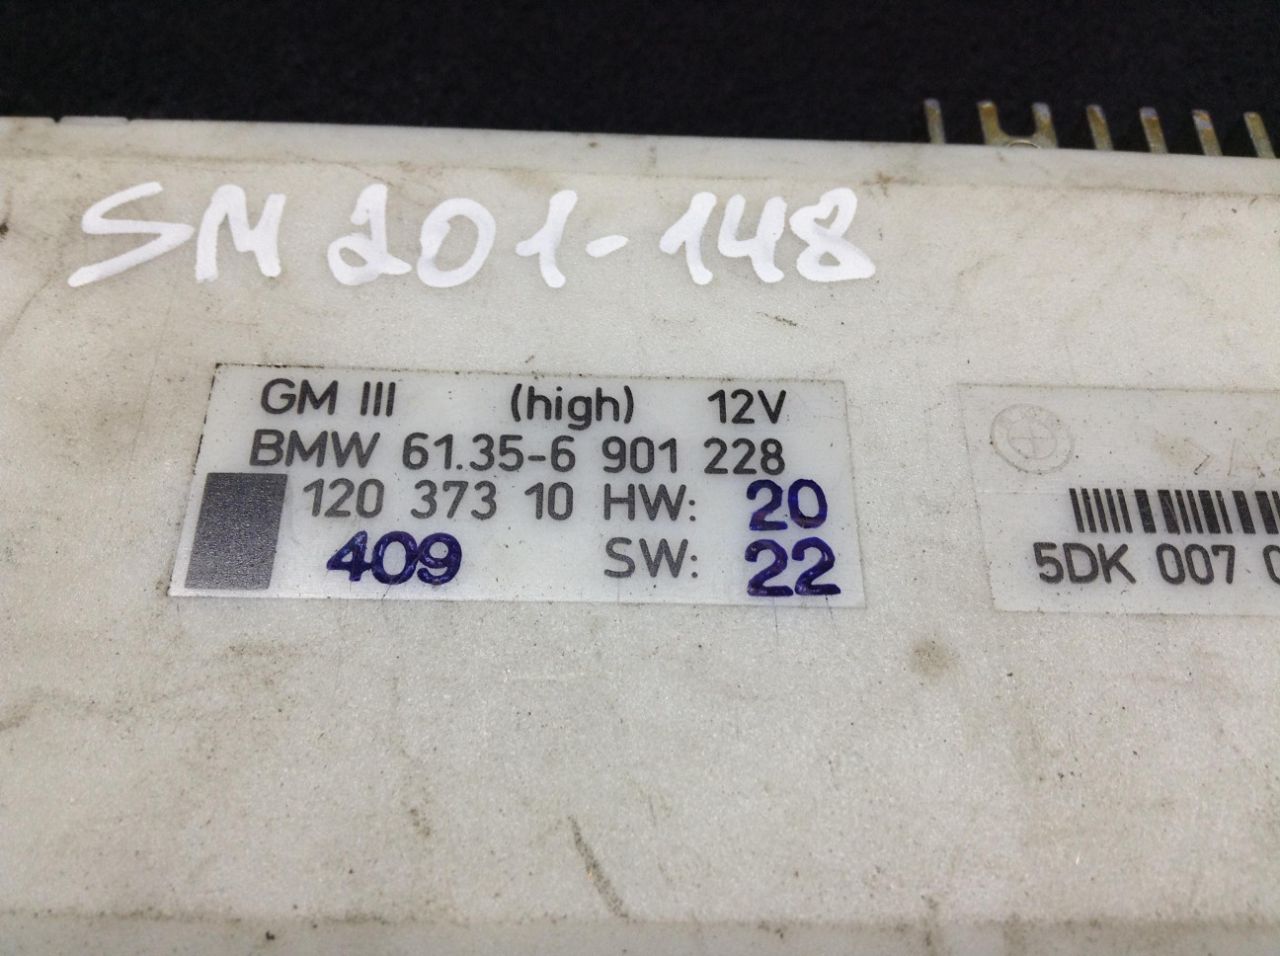 SM 201-148
GM III (high) 12V
BMW 61.35-6 901 228
120 373 10 HW: 20
409 SW: 22
5DK 007